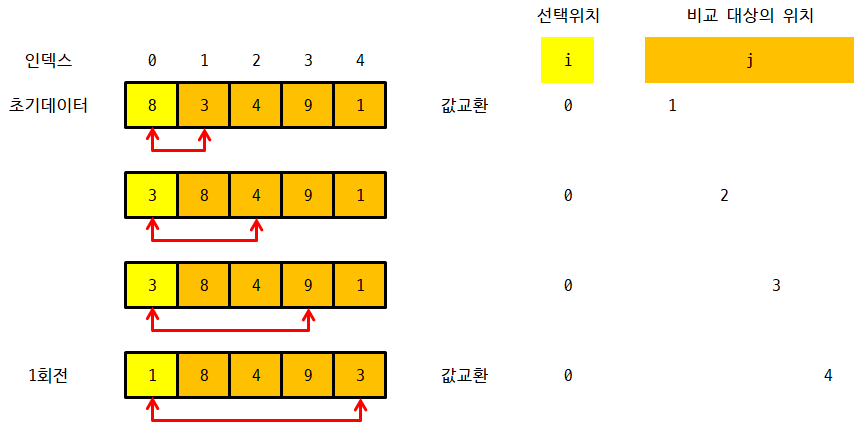 선택위치 비교 대상의 위치
인덱스 0 1 2 3 4 i j
초기데이터 8 3 4 9 1 값교환 0 1
3 8 4 9 1 0 2
3 8 4 9 1 0 3
1회전 1 8 4 9 3 값교환 0 4